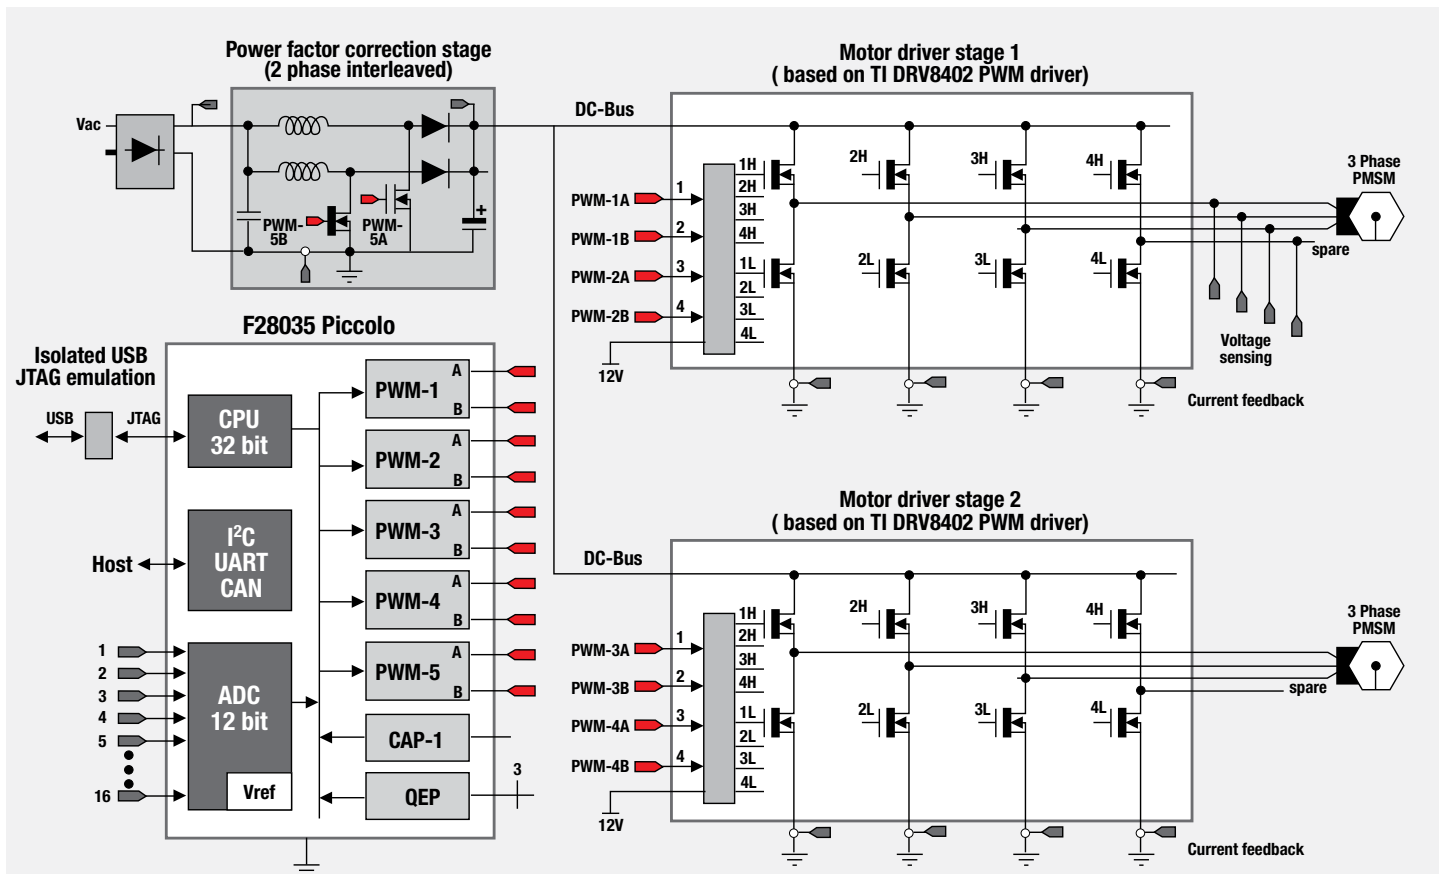 Power factor correction stage
(2 phase interleaved)
Vac
PWM-
5B
PWM-
5A
+
DC-Bus
Motor driver stage 1
( based on TI DRV8402 PWM driver)
PWM-1A
1
PWM-1B
2
PWM-2A
3
PWM-2B
4
12V
1H
2H
3H
4H
1L
2L
3L
4L
2H
3H
4H
2L
3L
4L
3 Phase
PMSM
spare
Voltage
sensing
Current feedback
F28035 Piccolo
Isolated USB
JTAG emulation
USB
JTAG
CPU
32 bit
Host
I²C
UART
CAN
1
2
3
4
5
16
ADC
12 bit
Vref
PWM-1
A
B
PWM-2
A
B
PWM-3
A
B
PWM-4
A
B
PWM-5
A
B
CAP-1
QEP
3
Motor driver stage 2
( based on TI DRV8402 PWM driver)
DC-Bus
PWM-3A
1
PWM-3B
2
PWM-4A
3
PWM-4B
4
12V
1H
2H
3H
4H
1L
2L
3L
4L
2H
3H
4H
2L
3L
4L
3 Phase
PMSM
spare
Current feedback